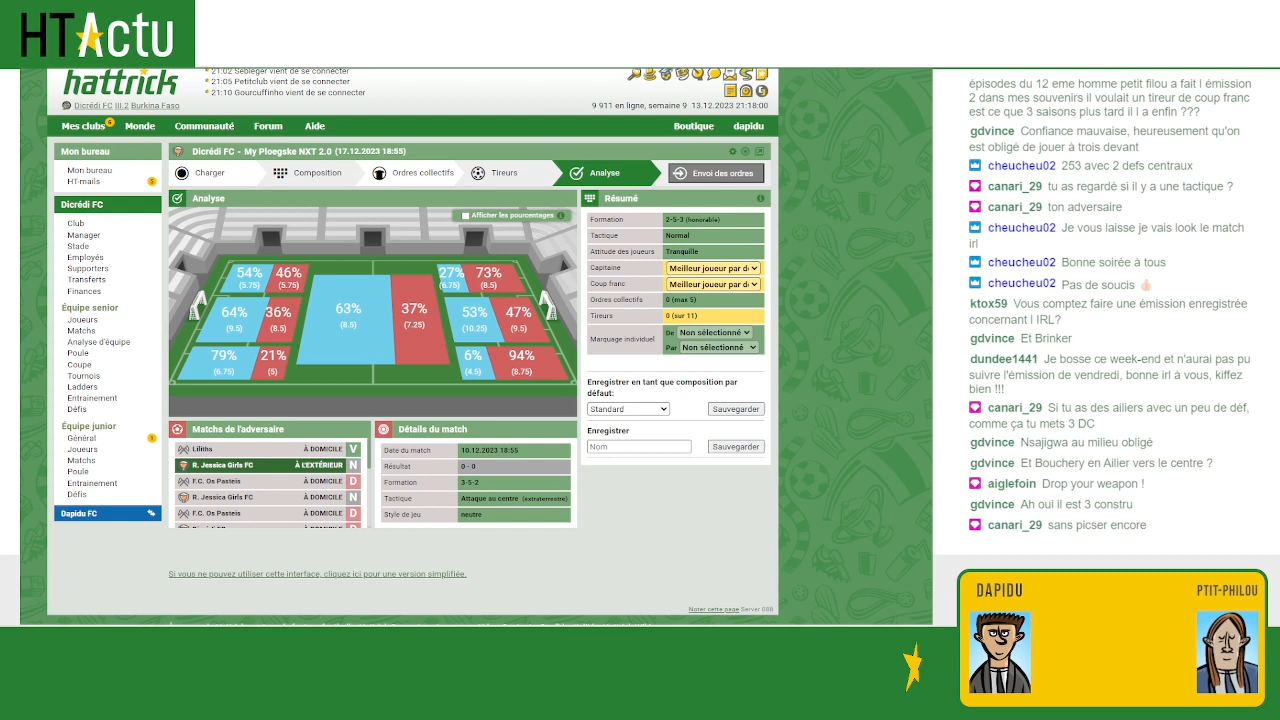 HT Actu
hattrick
21:02 Sebleger vient de se connecter
21:05 Petitclub vient de se connecter
21:10 Gourcuffinho vient de se connecter
Dicrédi FC III.2 Burkina Faso
9 911 en ligne, semaine 9 13.12.2023 21:18:00
Mes clubs 6 Monde Communauté Forum Aide Boutique dapidu
Mon bureau
Mon bureau
HT-mails 5
Dicrédi FC
Club
Manager
Stade
Employés
Supporters
Transferts
Finances
Équipe senior
Joueurs
Matchs
Analyse d'équipe
Poule
Coupe
Tournois
Ladders
Entrainement
Défis
Équipe junior
Général 1
Joueurs
Matchs
Poule
Entrainement
Défis
Dapidu FC
Dicrédi FC - My Ploegske NXT 2.0 (17.12.2023 18:55)
Charger Composition Ordres collectifs Tireurs Analyse Envoi des ordres
Analyse
Afficher les pourcentages
54% 46% 27% 73%
(5.75) (5.75) (6.75) (8.5)
64% 36% 63% 37% 53% 47%
(9.5) (8.5) (8.5) (7.25) (10.25) (9.5)
79% 21% 6% 94%
(6.75) (5) (4.5) (8.75)
Matchs de l'adversaire
Liliths À DOMICILE V
R. Jessica Girls FC À L'EXTÉRIEUR N
F.C. Os Pasteis À DOMICILE D
R. Jessica Girls FC À DOMICILE N
F.C. Os Pasteis À DOMICILE D
Détails du match
Date du match 10.12.2023 18:55
Résultat 0 - 0
Formation 3-5-2
Tactique Attaque au centre (extraterrestre)
Style de jeu neutre
Résumé
Formation 2-5-3 (honorable)
Tactique Normal
Attitude des joueurs Tranquille
Capitaine Meilleur joueur par d
Coup franc Meilleur joueur par d
Ordres collectifs 0 (max 5)
Tireurs 0 (sur 11)
Marquage individuel De Non sélectionné
Par Non sélectionné
Enregistrer en tant que composition par
défaut:
Standard Sauvegarder
Enregistrer
Nom Sauvegarder
Si vous ne pouvez utiliser cette interface, cliquez ici pour une version simplifiée.
Noter cette page Server 088
épisodes du 12 eme homme petit filou a fait l émission
2 dans mes souvenirs il voulait un tireur de coup franc
est ce que 3 saisons plus tard il l a enfin ???
gdvince Confiance mauvaise, heureusement qu'on
est obligé de jouer à trois devant
cheucheu02 253 avec 2 defs centraux
canari_29 tu as regardé si il y a une tactique ?
canari_29 ton adversaire
cheucheu02 Je vous laisse je vais look le match
irl
cheucheu02 Bonne soirée à tous
cheucheu02 Pas de soucis
ktox59 Vous comptez faire une émission enregistrée
concernant l IRL?
gdvince Et Brinker
dundee1441 Je bosse ce week-end et n'aurai pas pu
suivre l'émission de vendredi, bonne irl à vous, kiffez
bien !!!
canari_29 Si tu as des ailiers avec un peu de déf,
comme ça tu mets 3 DC
gdvince Nsajigwa au milieu obligé
gdvince Et Bouchery en Ailier vers le centre ?
aiglefoin Drop your weapon !
gdvince Ah oui il est 3 constru
canari_29 sans picser encore
DAPIDU PTIT-PHILOU